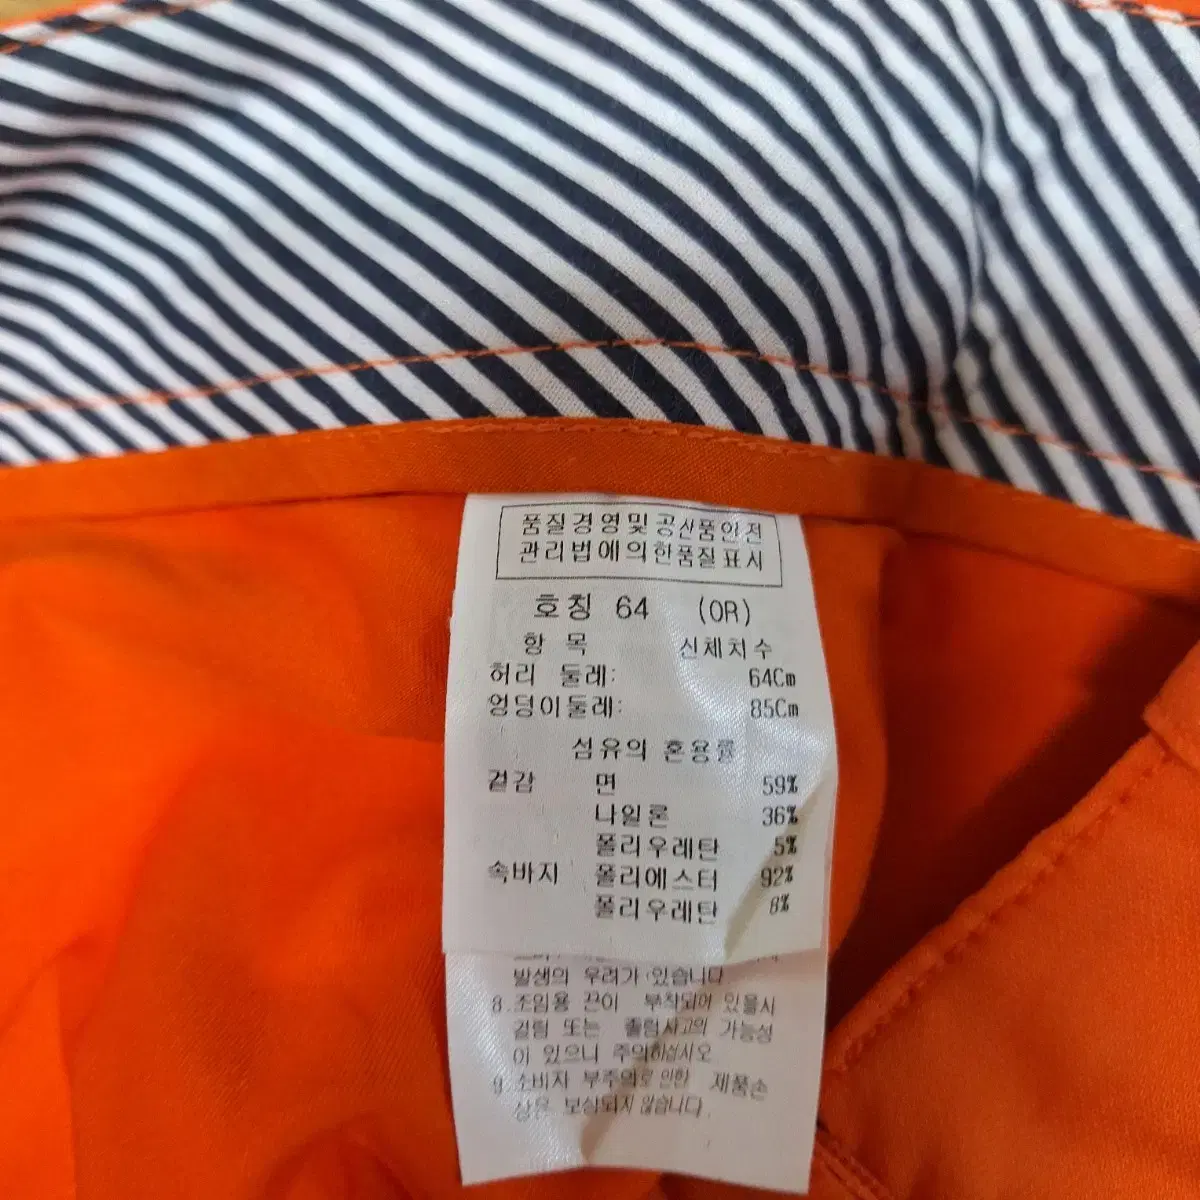 품질경영및공산품안전
관리법에의한품질표시
호칭 64 (OR)
항 목 신체치수
허리 둘레: 64Cm
엉덩이둘레: 85Cm
섬유의 혼용률
겉감 면 59%
나일론 36%
폴리우레탄 5%
속바지 폴리에스터 92%
폴리우레탄 8%
발생의 우려가 있습니다
8.조임용 끈이 부착되어 있을시
걸림 또는 졸림사고의 가능성
이 있으니 주의하십시오
9.소비자 부주의로 인한 제품손
상은 보상되지 않습니다.